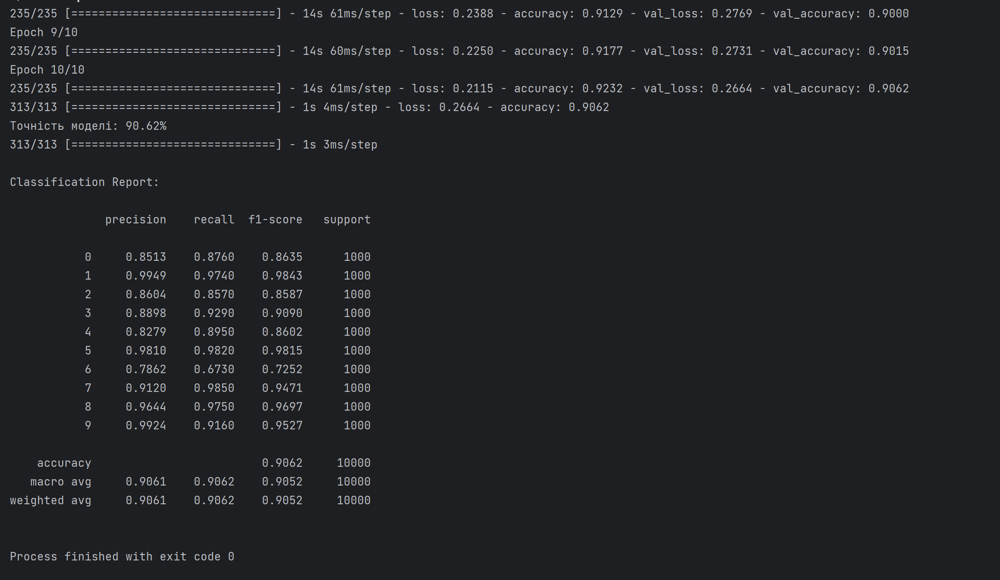 235/235 [==============================] - 14s 61ms/step - loss: 0.2388 - accuracy: 0.9129 - val_loss: 0.2769 - val_accuracy: 0.9000
Epoch 9/10
235/235 [==============================] - 14s 60ms/step - loss: 0.2250 - accuracy: 0.9177 - val_loss: 0.2731 - val_accuracy: 0.9015
Epoch 10/10
235/235 [==============================] - 14s 61ms/step - loss: 0.2115 - accuracy: 0.9232 - val_loss: 0.2664 - val_accuracy: 0.9062
313/313 [==============================] - 1s 4ms/step - loss: 0.2664 - accuracy: 0.9062
Точність моделі: 90.62%
313/313 [==============================] - 1s 3ms/step
Classification Report:
precision recall f1-score support
0 0.8513 0.8760 0.8635 1000
1 0.9949 0.9740 0.9843 1000
2 0.8604 0.8570 0.8587 1000
3 0.8898 0.9290 0.9090 1000
4 0.8279 0.8950 0.8602 1000
5 0.9810 0.9820 0.9815 1000
6 0.7862 0.6730 0.7252 1000
7 0.9120 0.9850 0.9471 1000
8 0.9644 0.9750 0.9697 1000
9 0.9924 0.9160 0.9527 1000
accuracy 0.9062 10000
macro avg 0.9061 0.9062 0.9052 10000
weighted avg 0.9061 0.9062 0.9052 10000
Process finished with exit code 0